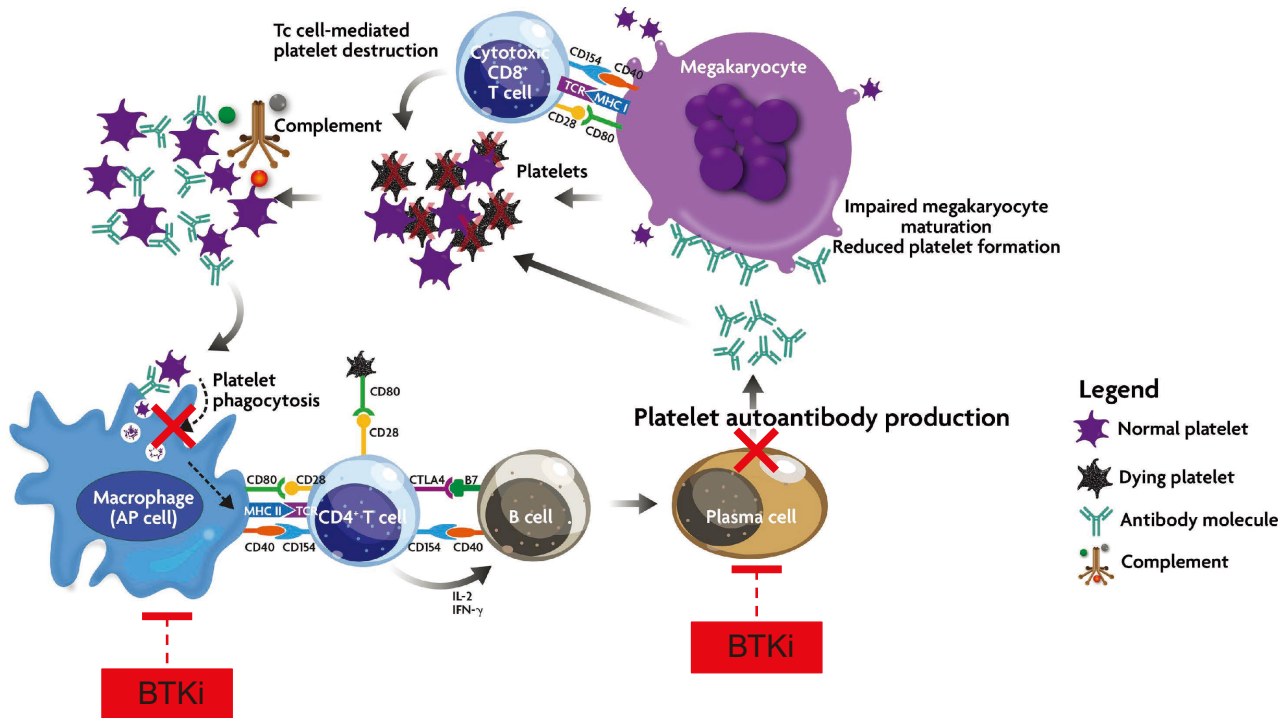 Tc cell-mediated
platelet destruction
Cytotoxic
CD8+
T cell
CD154
CD40
TCR
MHC I
CD28
CD80
Megakaryocyte
Complement
Platelets
Impaired megakaryocyte
maturation
Reduced platelet formation
Platelet
phagocytosis
CD80
CD28
Platelet autoantibody production
Macrophage
(AP cell)
CD80
CD28
MHC II
TCR
CD40
CD154
CD4+ T cell
CTLA4
B7
CD154
CD40
B cell
IL-2
IFN-γ
Plasma cell
BTKi
BTKi
Legend
Normal platelet
Dying platelet
Antibody molecule
Complement